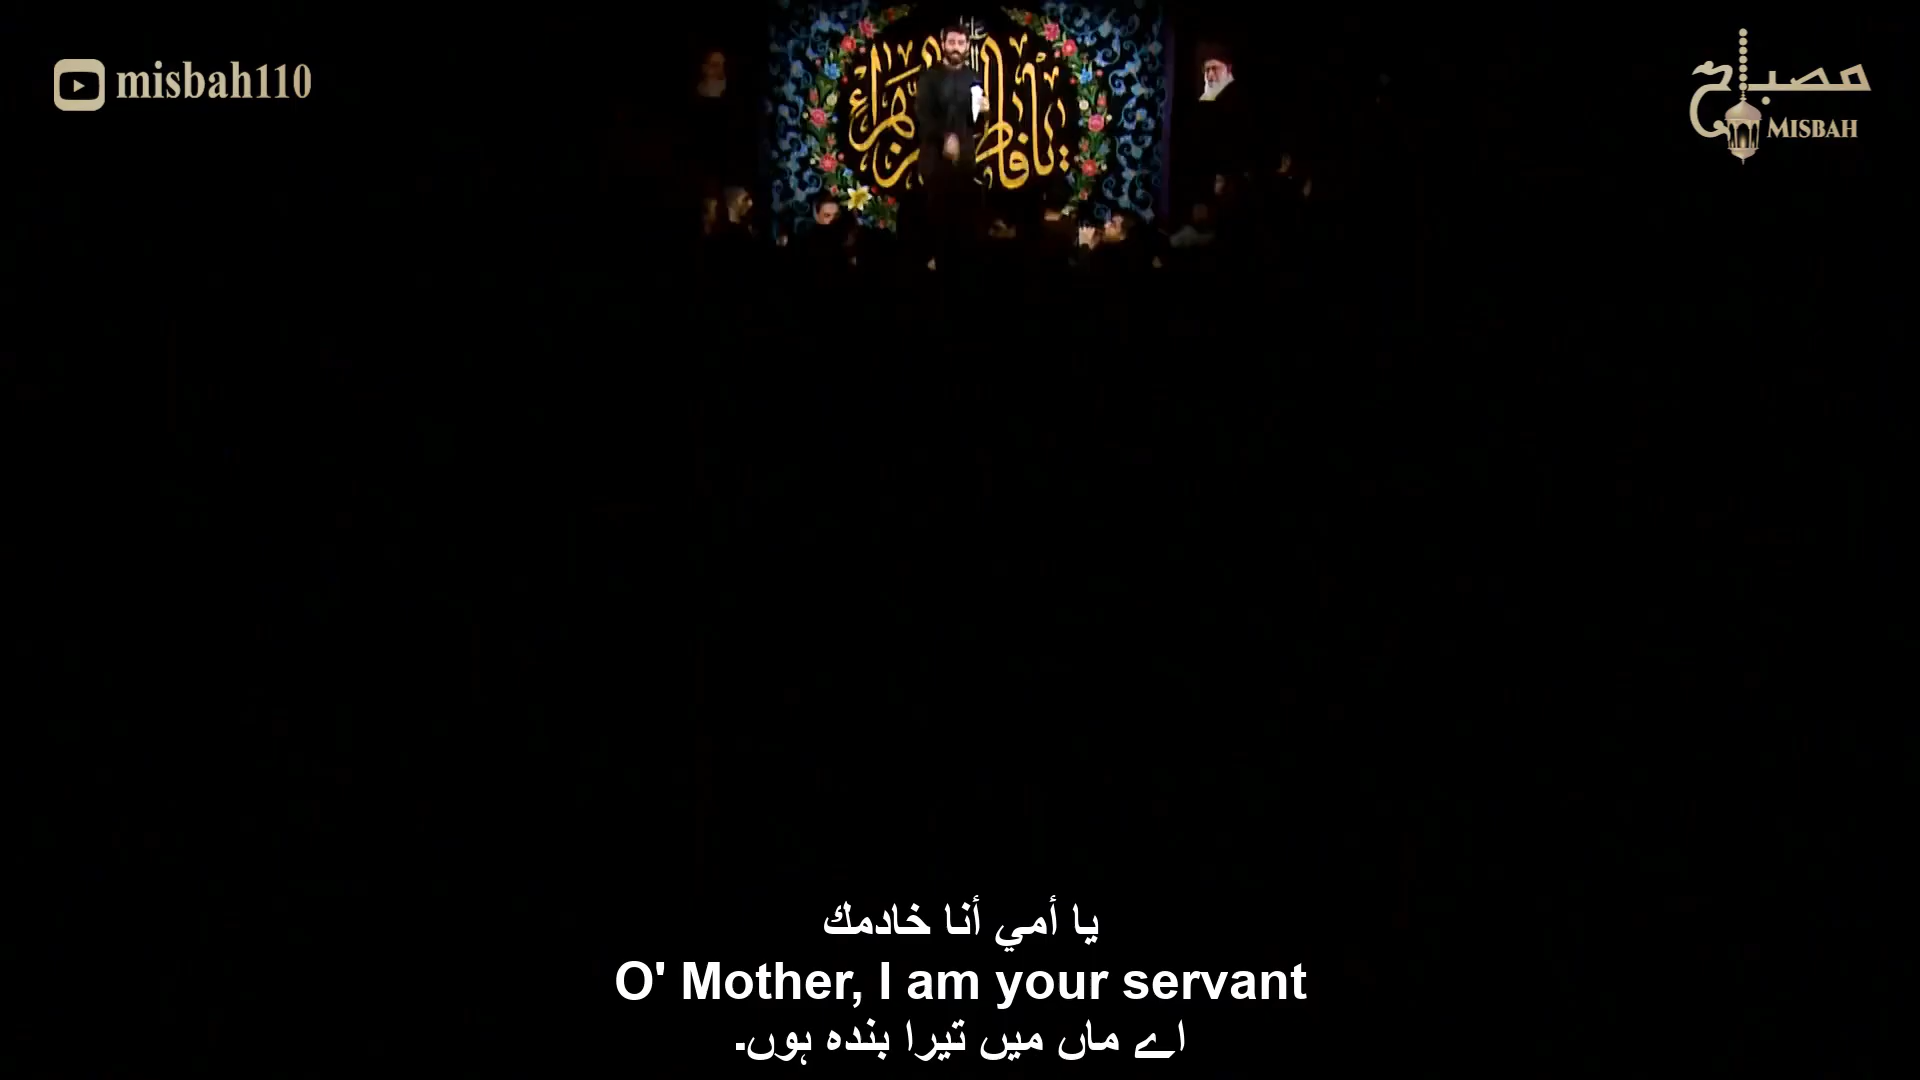 misbah110
مصباح
MISBAH
يا فاطمة الزهراء
يا أمي أنا خادمك
O' Mother, I am your servant
اے ماں میں تیرا بندہ ہوں۔